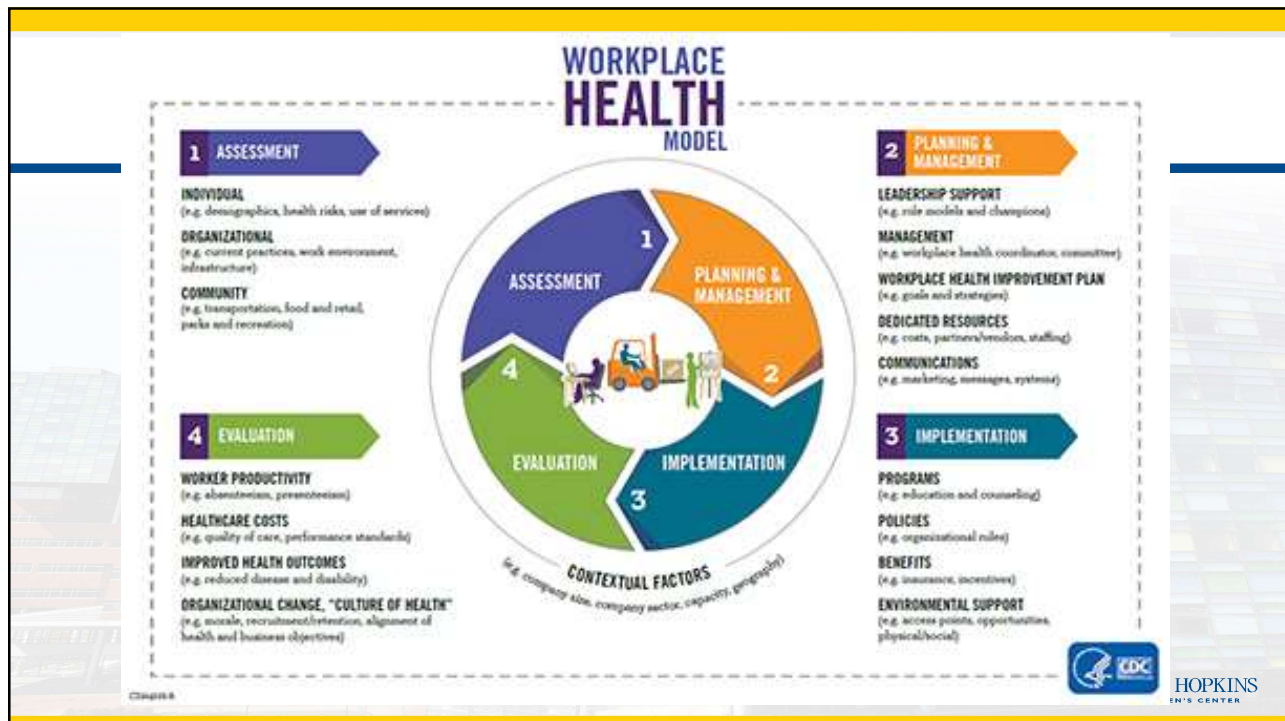 WORKPLACE
HEALTH
MODEL
1 ASSESSMENT
INDIVIDUAL
(e.g. demographics, health risks, use of services)
ORGANIZATIONAL
(e.g. current practices, work environment,
infrastructure)
COMMUNITY
(e.g. transportation, food and retail,
parks and recreation)
2 PLANNING &
MANAGEMENT
LEADERSHIP SUPPORT
(e.g. role models and champions)
MANAGEMENT
(e.g. workplace health coordinator, committee)
WORKPLACE HEALTH IMPROVEMENT PLAN
(e.g. goals and strategies)
DEDICATED RESOURCES
(e.g. costs, partners/vendors, staffing)
COMMUNICATIONS
(e.g. marketing, messages, systems)
1
ASSESSMENT
PLANNING &
MANAGEMENT
2
4
EVALUATION
IMPLEMENTATION
3
CONTEXTUAL FACTORS
(e.g. company size, company sector, capacity, geography)
4 EVALUATION
WORKER PRODUCTIVITY
(e.g. absenteeism, presenteeism)
HEALTHCARE COSTS
(e.g. quality of care, performance standards)
IMPROVED HEALTH OUTCOMES
(e.g. reduced disease and disability)
ORGANIZATIONAL CHANGE, "CULTURE OF HEALTH"
(e.g. morale, recruitment/retention, alignment of
health and business objectives)
3 IMPLEMENTATION
PROGRAMS
(e.g. education and counseling)
POLICIES
(e.g. organizational rules)
BENEFITS
(e.g. insurance, incentives)
ENVIRONMENTAL SUPPORT
(e.g. access points, opportunities,
physical/social)
CDC
HOPKINS
EN'S CENTER